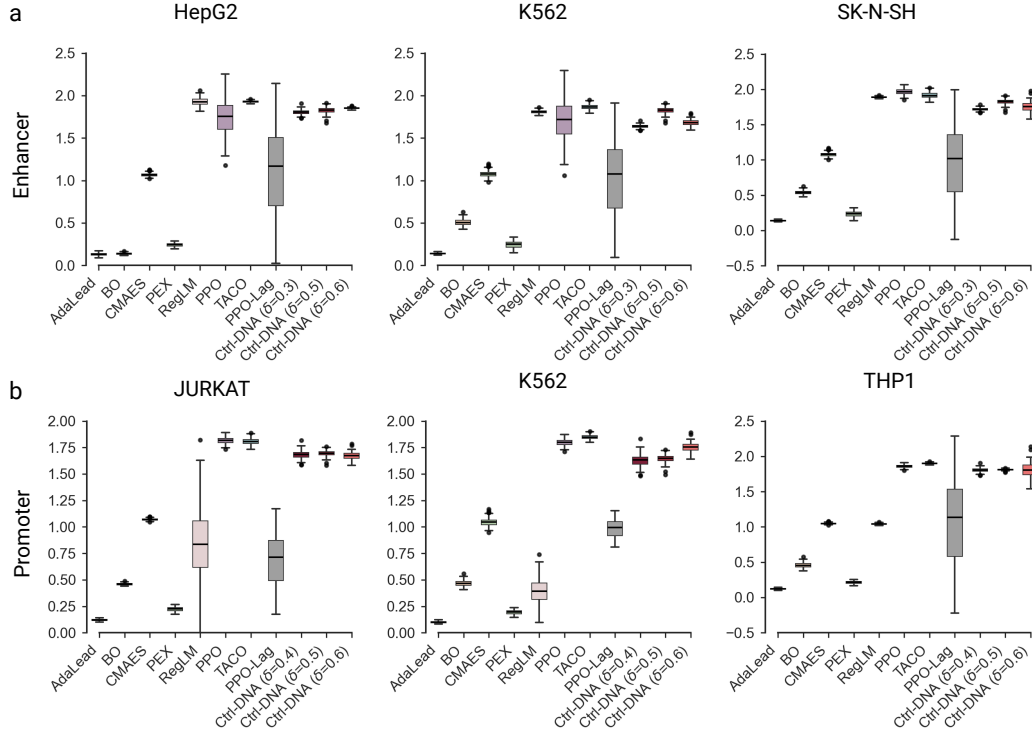 a
HepG2 K562 SK-N-SH
Enhancer
2.5 2.5 2.5
2.0 2.0 2.0
1.5 1.5 1.5
1.0 1.0 1.0
0.5 0.5 0.5
0.0 0.0 0.0
−0.5
AdaLead BO CMAES PEX RegLM PPO TACO PPO-Lag Ctrl-DNA (δ=0.3) Ctrl-DNA (δ=0.5) Ctrl-DNA (δ=0.6)
AdaLead BO CMAES PEX RegLM PPO TACO PPO-Lag Ctrl-DNA (δ=0.3) Ctrl-DNA (δ=0.5) Ctrl-DNA (δ=0.6)
AdaLead BO CMAES PEX RegLM PPO TACO PPO-Lag Ctrl-DNA (δ=0.3) Ctrl-DNA (δ=0.5) Ctrl-DNA (δ=0.6)
b
JURKAT K562 THP1
Promoter
2.00 2.00 2.5
1.75 1.75 2.0
1.50 1.50 1.5
1.25 1.25 1.0
1.00 1.00 0.5
0.75 0.75 0.0
0.50 0.50 −0.5
0.25 0.25
0.00 0.00
AdaLead BO CMAES PEX RegLM PPO TACO PPO-Lag Ctrl-DNA (δ=0.4) Ctrl-DNA (δ=0.5) Ctrl-DNA (δ=0.6)
AdaLead BO CMAES PEX RegLM PPO TACO PPO-Lag Ctrl-DNA (δ=0.4) Ctrl-DNA (δ=0.5) Ctrl-DNA (δ=0.6)
AdaLead BO CMAES PEX RegLM PPO TACO PPO-Lag Ctrl-DNA (δ=0.4) Ctrl-DNA (δ=0.5) Ctrl-DNA (δ=0.6)